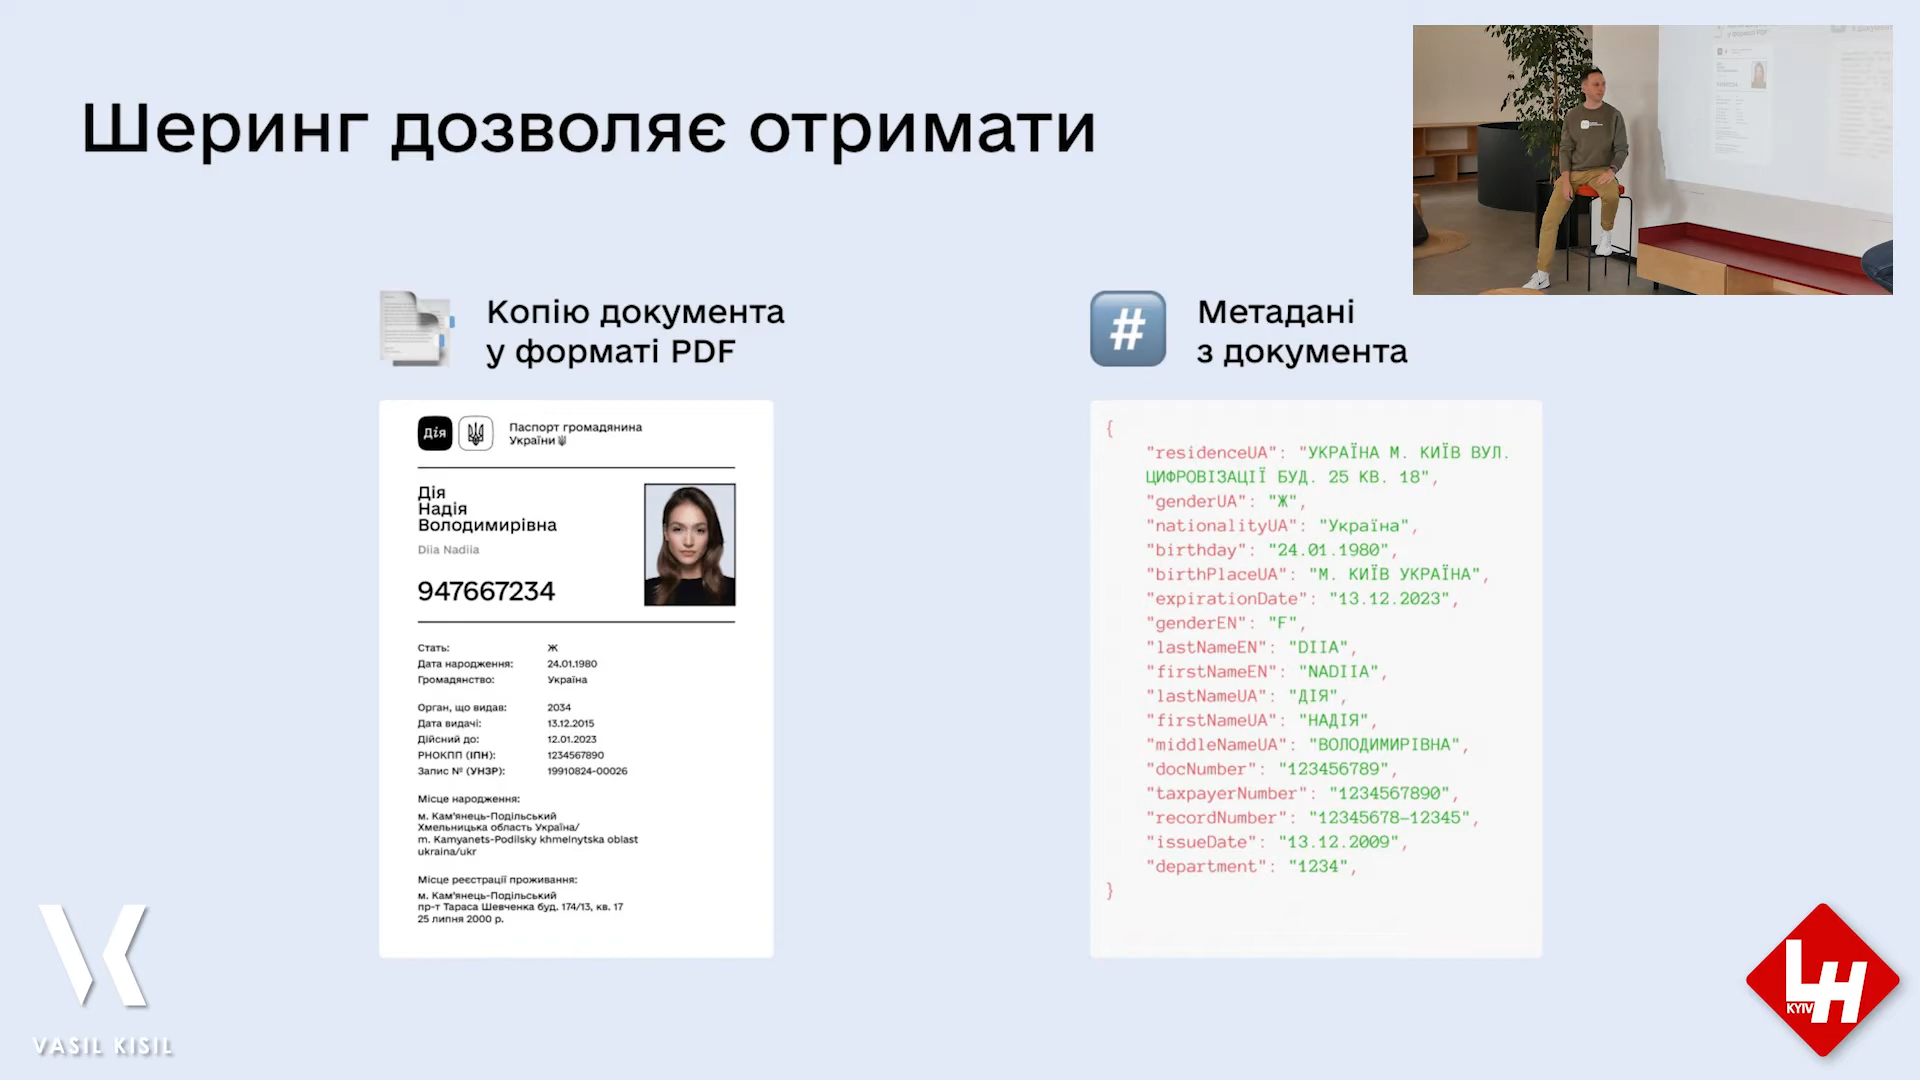 Шеринг дозволяє отримати
Копію документа
у форматі PDF
Дія
Паспорт громадянина
України
Дія
Надія
Володимирівна
Diia Nadiia
947667234
Стать: Ж
Дата народження: 24.01.1980
Громадянство: Україна
Орган, що видав: 2034
Дата видачі: 13.12.2015
Дійсний до: 12.01.2023
РНОКПП (ІПН): 1234567890
Запис № (УНЗР): 19910824-00026
Місце народження:
м. Кам'янець-Подільський
Хмельницька область Україна/
m. Kamyanets-Podilsky khmelnytska oblast
ukraina/ukr
Місце реєстрації проживання:
м. Кам'янець-Подільський
пр-т Тараса Шевченка буд. 174/13, кв. 17
25 липня 2000 р.
#
Метадані
з документа
{
"residenceUA": "УКРАЇНА М. КИЇВ ВУЛ.
ЦИФРОВІЗАЦІЇ БУД. 25 КВ. 18",
"genderUA": "Ж",
"nationalityUA": "Україна",
"birthday": "24.01.1980",
"birthPlaceUA": "М. КИЇВ УКРАЇНА",
"expirationDate": "13.12.2023",
"genderEN": "F",
"lastNameEN": "DIIA",
"firstNameEN": "NADIIA",
"lastNameUA": "ДІЯ",
"firstNameUA": "НАДІЯ",
"middleNameUA": "ВОЛОДИМИРІВНА",
"docNumber": "123456789",
"taxpayerNumber": "1234567890",
"recordNumber": "12345678-12345",
"issueDate": "13.12.2009",
"department": "1234",
}
VASIL KISIL
LH
KYIV